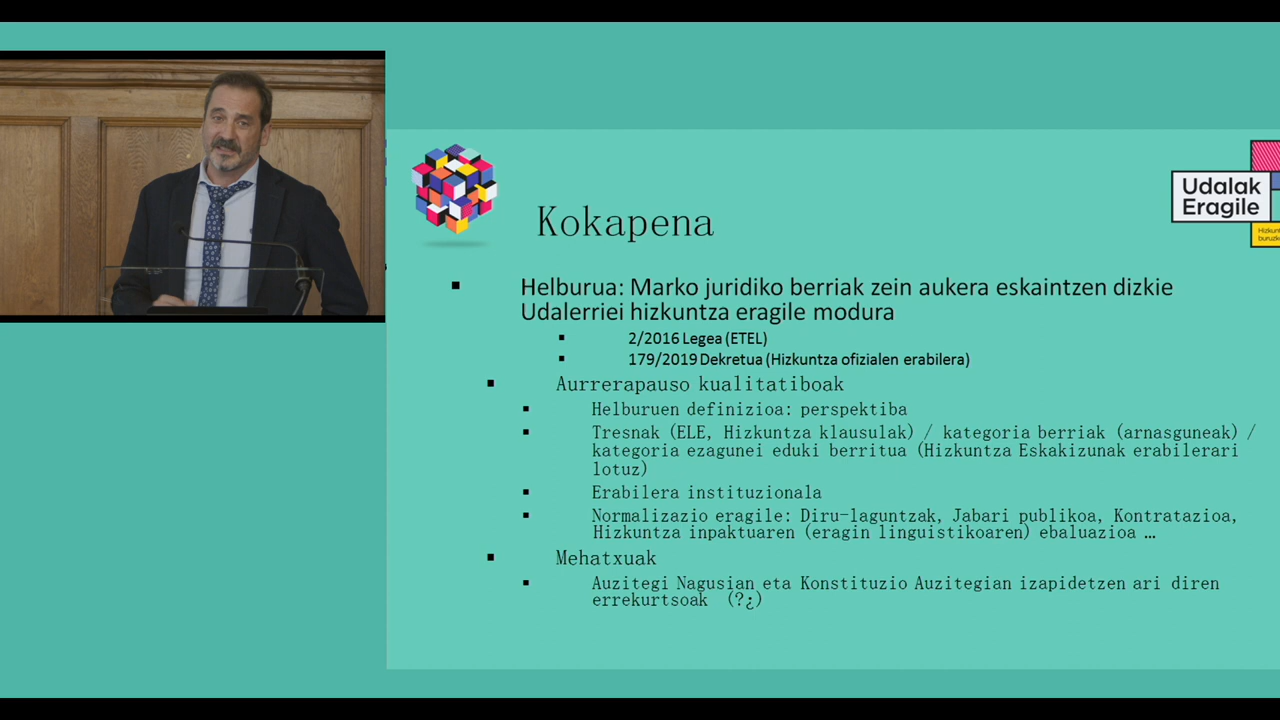 Udalak
Eragile
Kokapena
Helburua: Marko juridiko berriak zein aukera eskaintzen dizkie
Udalerriei hizkuntza eragile modura
2/2016 Legea (ETEL)
179/2019 Dekretua (Hizkuntza ofizialen erabilera)
Aurrerapauso kualitatiboak
Helburuen definizioa: perspektiba
Tresnak (ELE, Hizkuntza klausulak) / kategoria berriak (arnasguneak) /
kategoria ezagunei eduki berritua (Hizkuntza Eskakizunak erabilerari
lotuz)
Erabilera instituzionala
Normalizazio eragile: Diru-laguntzak, Jabari publikoa, Kontratazioa,
Hizkuntza inpaktuaren (eragin linguistikoaren) ebaluazioa …
Mehatxuak
Auzitegi Nagusian eta Konstituzio Auzitegian izapidetzen ari diren
errekurtsoak (?¿)